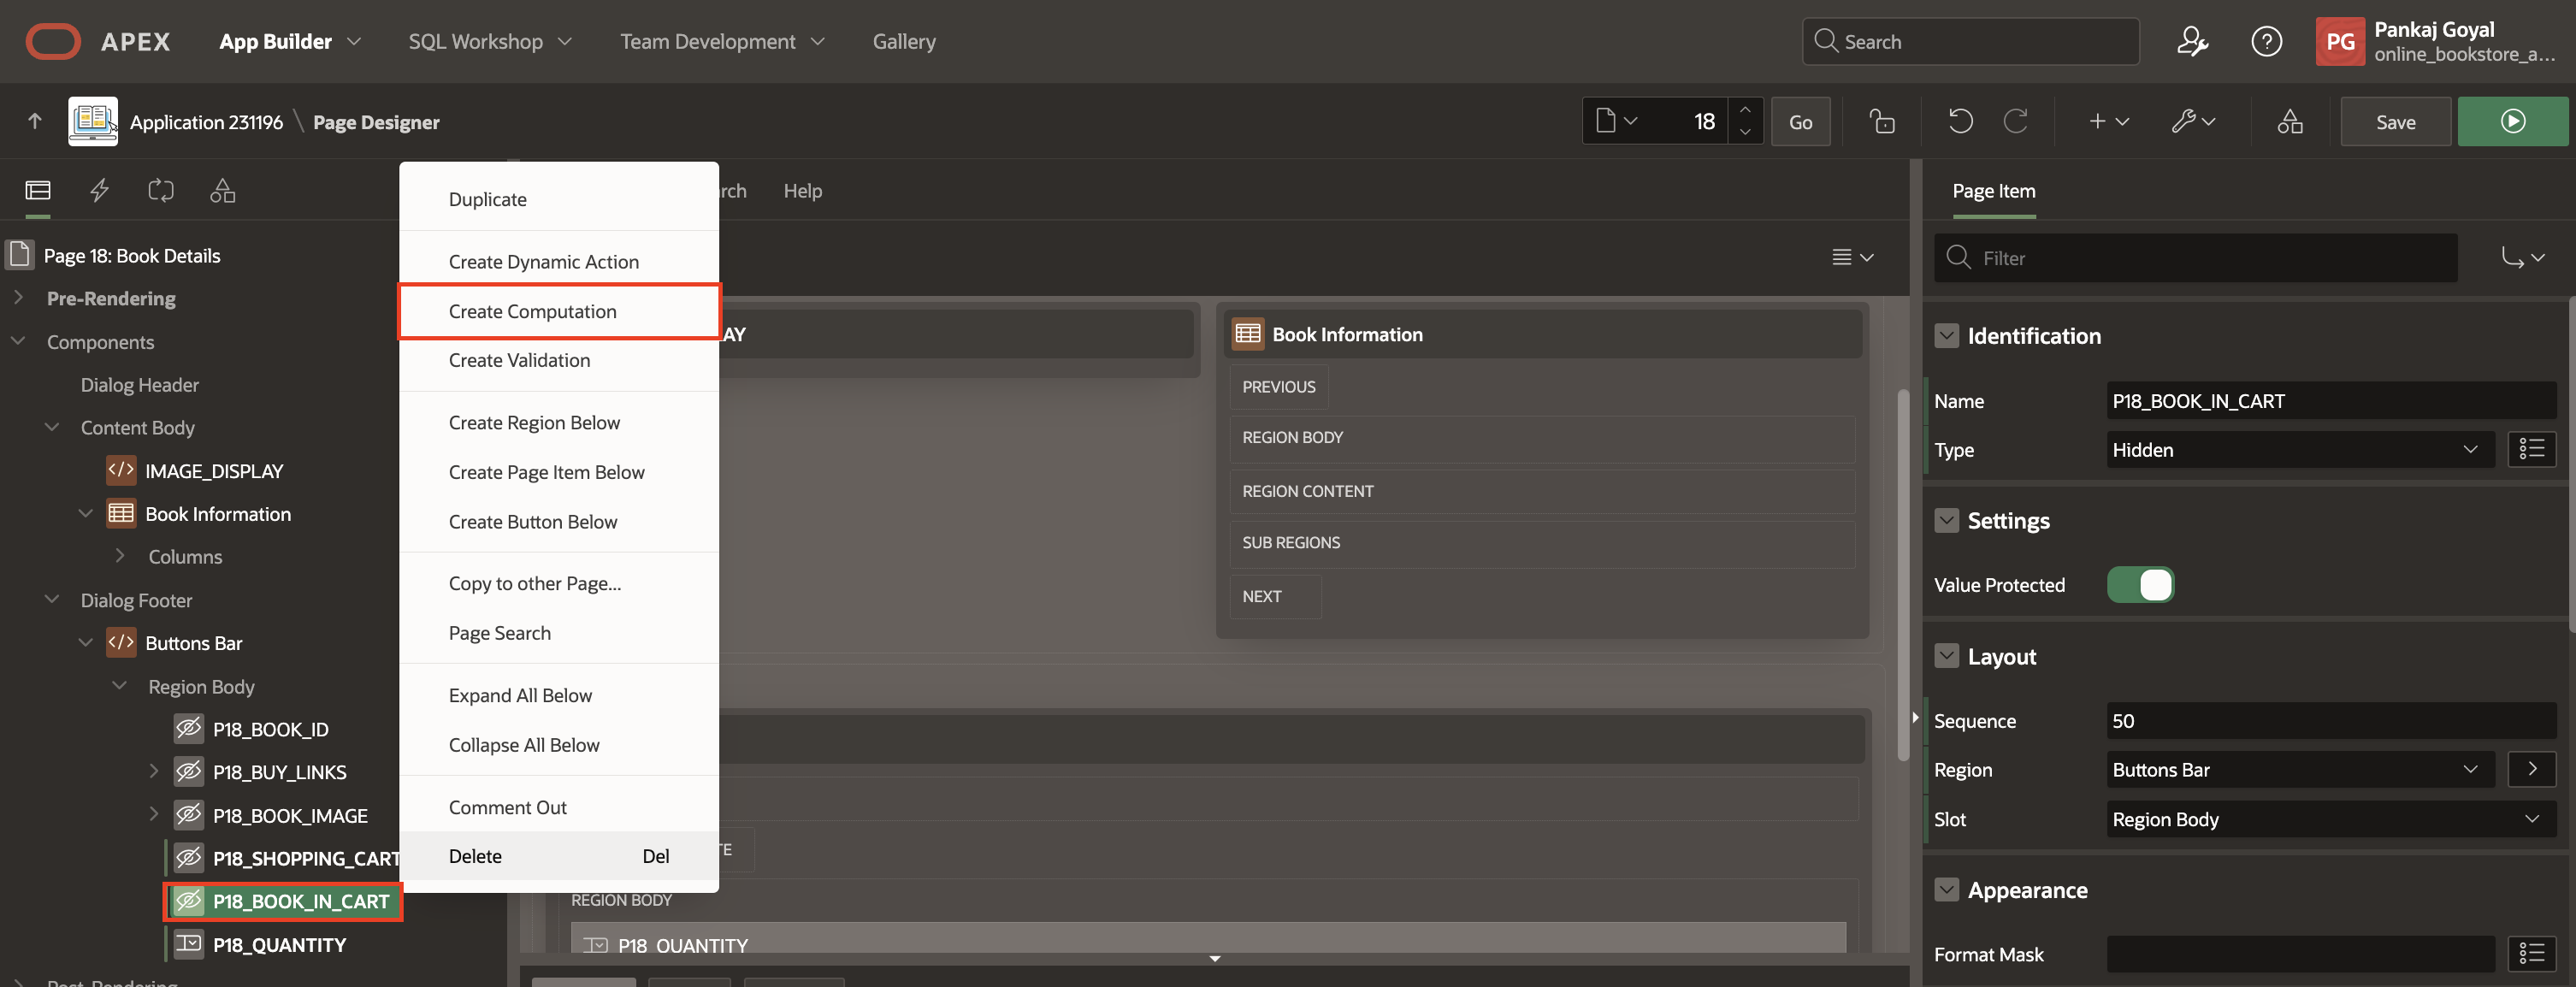 APEX App Builder SQL Workshop Team Development Gallery Search PG Pankaj Goyal
online_bookstore_a...
Application 231196 \ Page Designer 18 Go Save
Duplicate
Create Dynamic Action
Create Computation
Create Validation
Create Region Below
Create Page Item Below
Create Button Below
Copy to other Page...
Page Search
Expand All Below
Collapse All Below
Comment Out
Delete Del
Page 18: Book Details
Pre-Rendering
Components
Dialog Header
Content Body
IMAGE_DISPLAY
Book Information
Columns
Dialog Footer
Buttons Bar
Region Body
P18_BOOK_ID
P18_BUY_LINKS
P18_BOOK_IMAGE
P18_SHOPPING_CART
P18_BOOK_IN_CART
P18_QUANTITY
rch Help
AY
Book Information
PREVIOUS
REGION BODY
REGION CONTENT
SUB REGIONS
NEXT
TE
REGION BODY
P18_QUANTITY
Page Item
Filter
Identification
Name P18_BOOK_IN_CART
Type Hidden
Settings
Value Protected
Layout
Sequence 50
Region Buttons Bar
Slot Region Body
Appearance
Format Mask